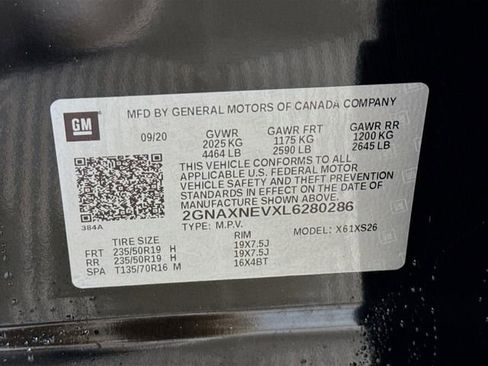 GM
MFD BY GENERAL MOTORS OF CANADA COMPANY
09/20 GVWR GAWR FRT GAWR RR
2025 KG 1175 KG 1200 KG
4464 LB 2590 LB 2645 LB
THIS VEHICLE CONFORMS TO ALL
APPLICABLE U.S. FEDERAL MOTOR
VEHICLE SAFETY AND THEFT PREVENTION
STANDARDS IN EFFECT ON THE DATE OF
MANUFACTURE SHOWN ABOVE.
2GNAXNEVXL6280286
384A TYPE: M.P.V. MODEL: X61XS26
TIRE SIZE RIM
FRT 235/50R19 H 19X7.5J
RR 235/50R19 H 19X7.5J
SPA T135/70R16 M 16X4BT